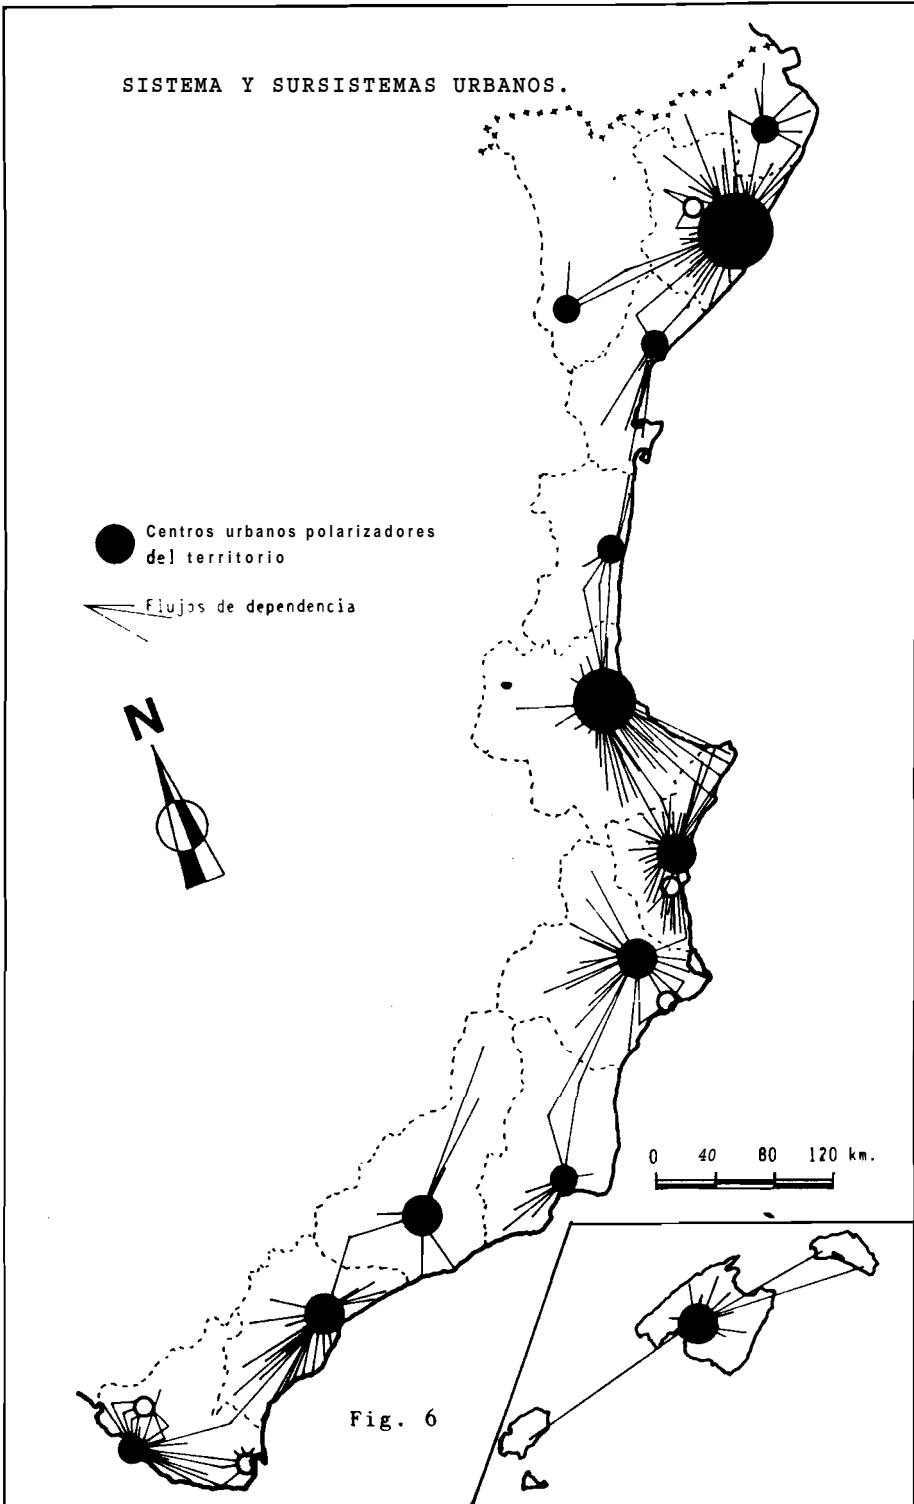 SISTEMA Y SURSISTEMAS URBANOS.
Centros urbanos polarizadores
del territorio
Flujos de dependencia
N
0 40 80 120 km.
Fig. 6